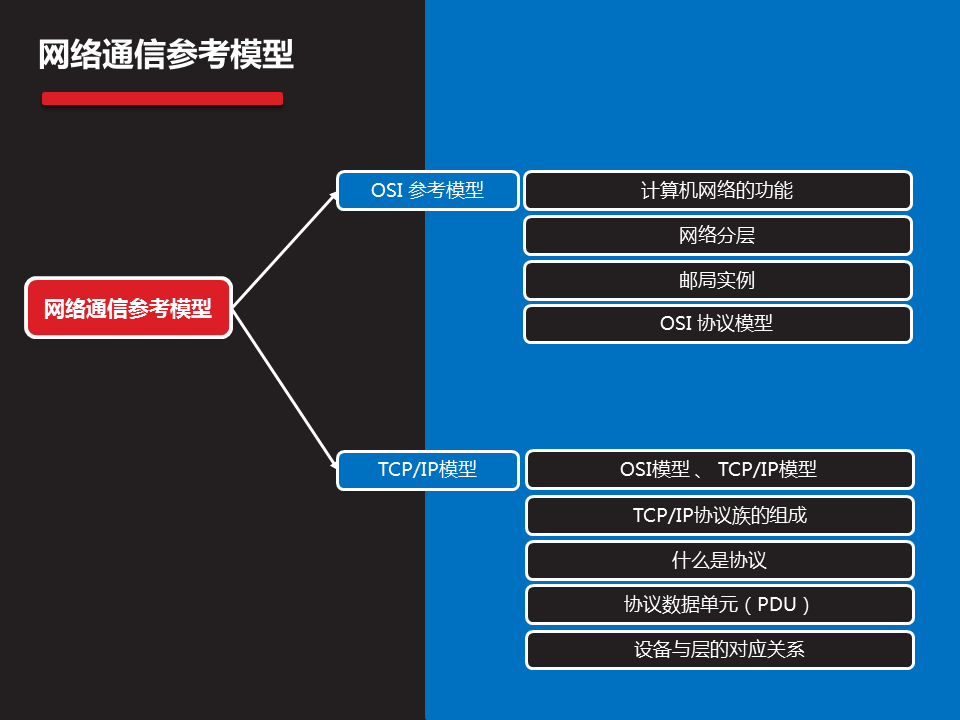 网络通信参考模型
OSI 参考模型
计算机网络的功能
网络分层
邮局实例
OSI 协议模型
网络通信参考模型
TCP/IP模型
OSI模型 、 TCP/IP模型
TCP/IP协议族的组成
什么是协议
协议数据单元（PDU）
设备与层的对应关系